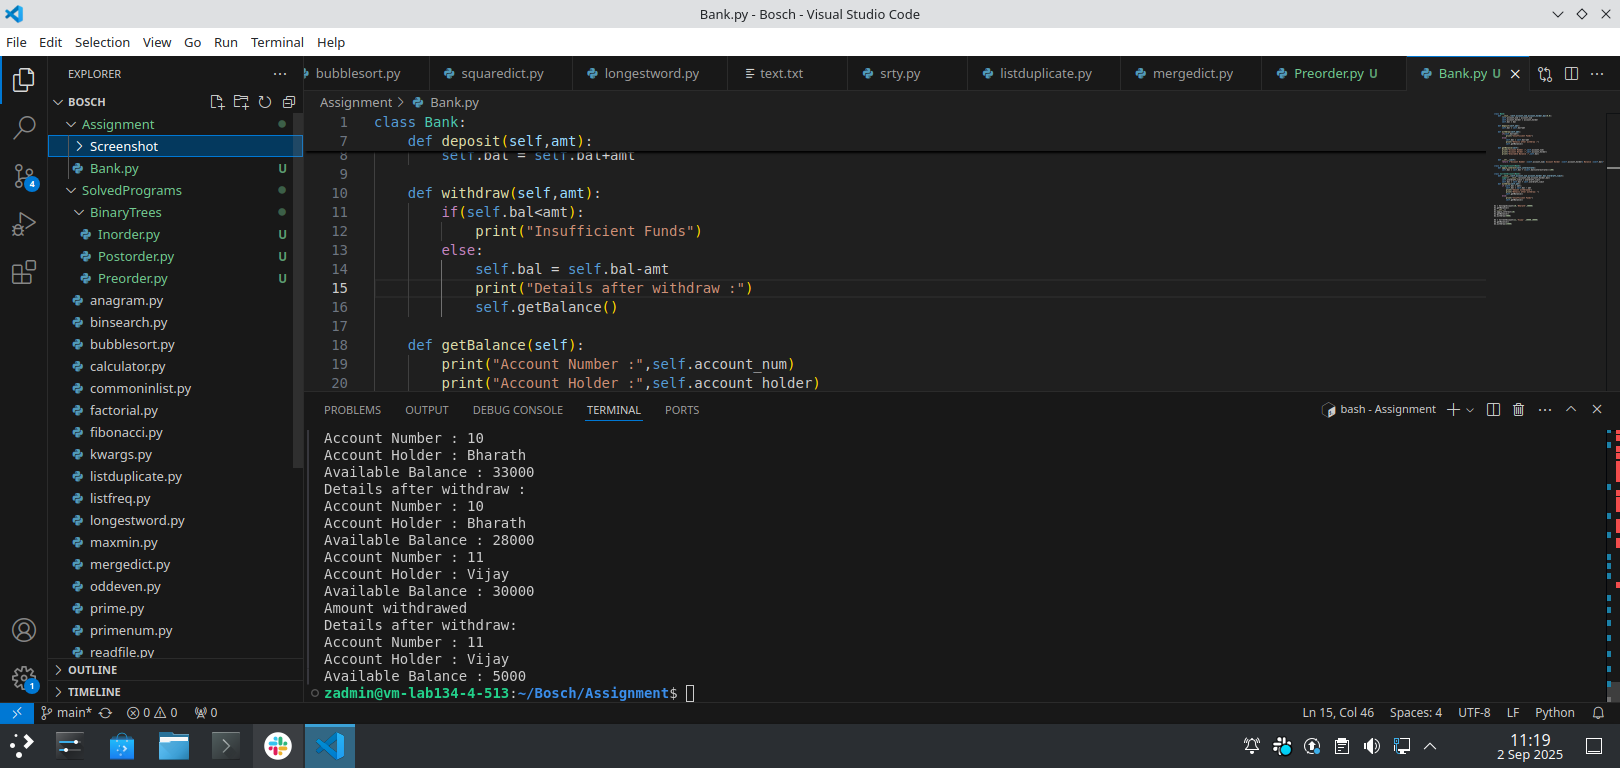 Bank.py - Bosch - Visual Studio Code
File Edit Selection View Go Run Terminal Help
EXPLORER
BOSCH
Assignment
Screenshot
Bank.py U
SolvedPrograms
BinaryTrees
Inorder.py U
Postorder.py U
Preorder.py U
anagram.py
binsearch.py
bubblesort.py
calculator.py
commoninlist.py
factorial.py
fibonacci.py
kwargs.py
listduplicate.py
listfreq.py
longestword.py
maxmin.py
mergedict.py
oddeven.py
prime.py
primenum.py
readfile.py
OUTLINE
TIMELINE
4
1
bubblesort.py squaredict.py longestword.py text.txt srty.py listduplicate.py mergedict.py Preorder.py U Bank.py U
Assignment > Bank.py
1 class Bank:
7 def deposit(self,amt):
8 self.bal = self.bal+amt
9
10 def withdraw(self,amt):
11 if(self.bal<amt):
12 print("Insufficient Funds")
13 else:
14 self.bal = self.bal-amt
15 print("Details after withdraw :")
16 self.getBalance()
17
18 def getBalance(self):
19 print("Account Number :",self.account_num)
20 print("Account Holder :",self.account_holder)
PROBLEMS OUTPUT DEBUG CONSOLE TERMINAL PORTS
bash - Assignment
Account Number : 10
Account Holder : Bharath
Available Balance : 33000
Details after withdraw :
Account Number : 10
Account Holder : Bharath
Available Balance : 28000
Account Number : 11
Account Holder : Vijay
Available Balance : 30000
Amount withdrawed
Details after withdraw:
Account Number : 11
Account Holder : Vijay
Available Balance : 5000
zadmin@vm-lab134-4-513:~/Bosch/Assignment$
main* 0 0 0
Ln 15, Col 46 Spaces: 4 UTF-8 LF Python
11:19
2 Sep 2025